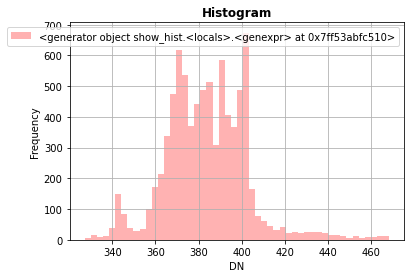 Histogram
<generator object show_hist.<locals>.<genexpr> at 0x7ff53abfc510>
700
600
500
400
300
200
100
0
Frequency
340 360 380 400 420 440 460
DN